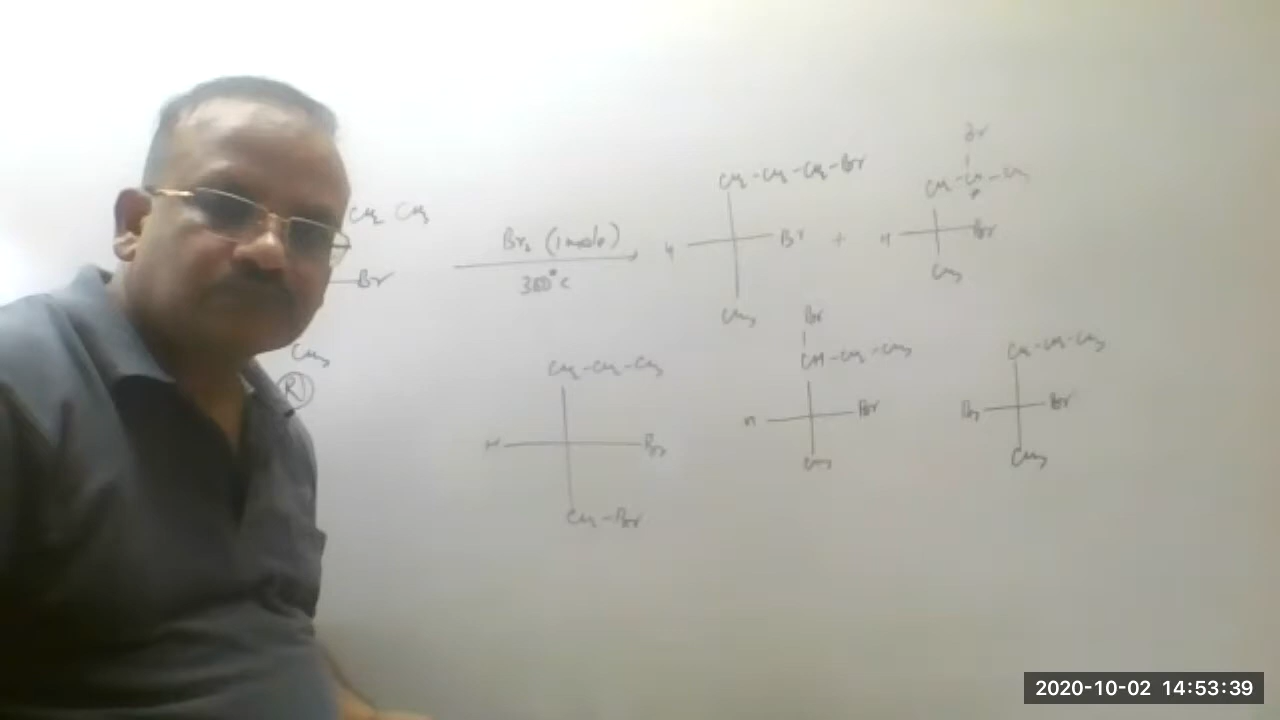 Br
CH₂-CH₂-CH₂-Br
CH₂-CH-CH₃
*
CH₂ CH₃
Br₂ (1 mole)
H Br + H Br
Br
300°C
CH₃
CH₃ Br
CH₃ CH-CH₂-CH₃ CH₂-CH₂-CH₃
CH₂-CH₂-CH₃
(R)
H Br Br Br
H Br
CH₃ CH₃
CH₂-Br
2020-10-02 14:53:39